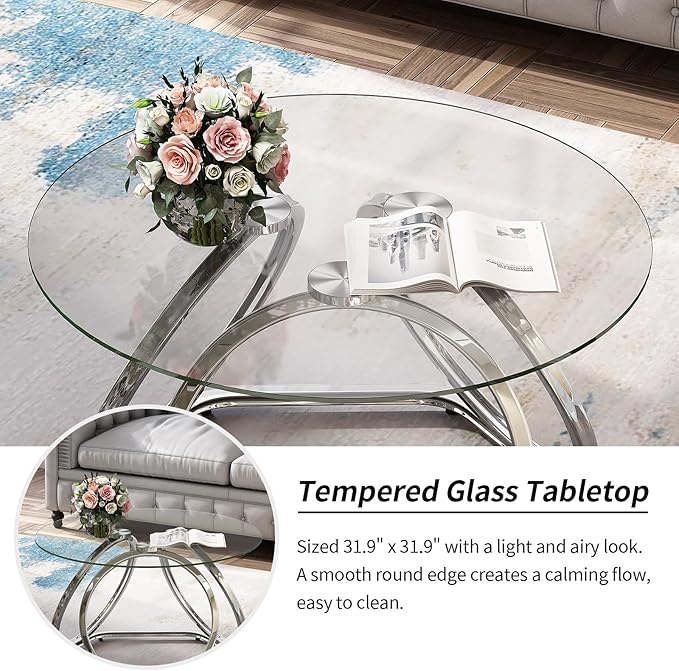 Tempered Glass Tabletop
Sized 31.9" x 31.9" with a light and airy look.
A smooth round edge creates a calming flow,
easy to clean.